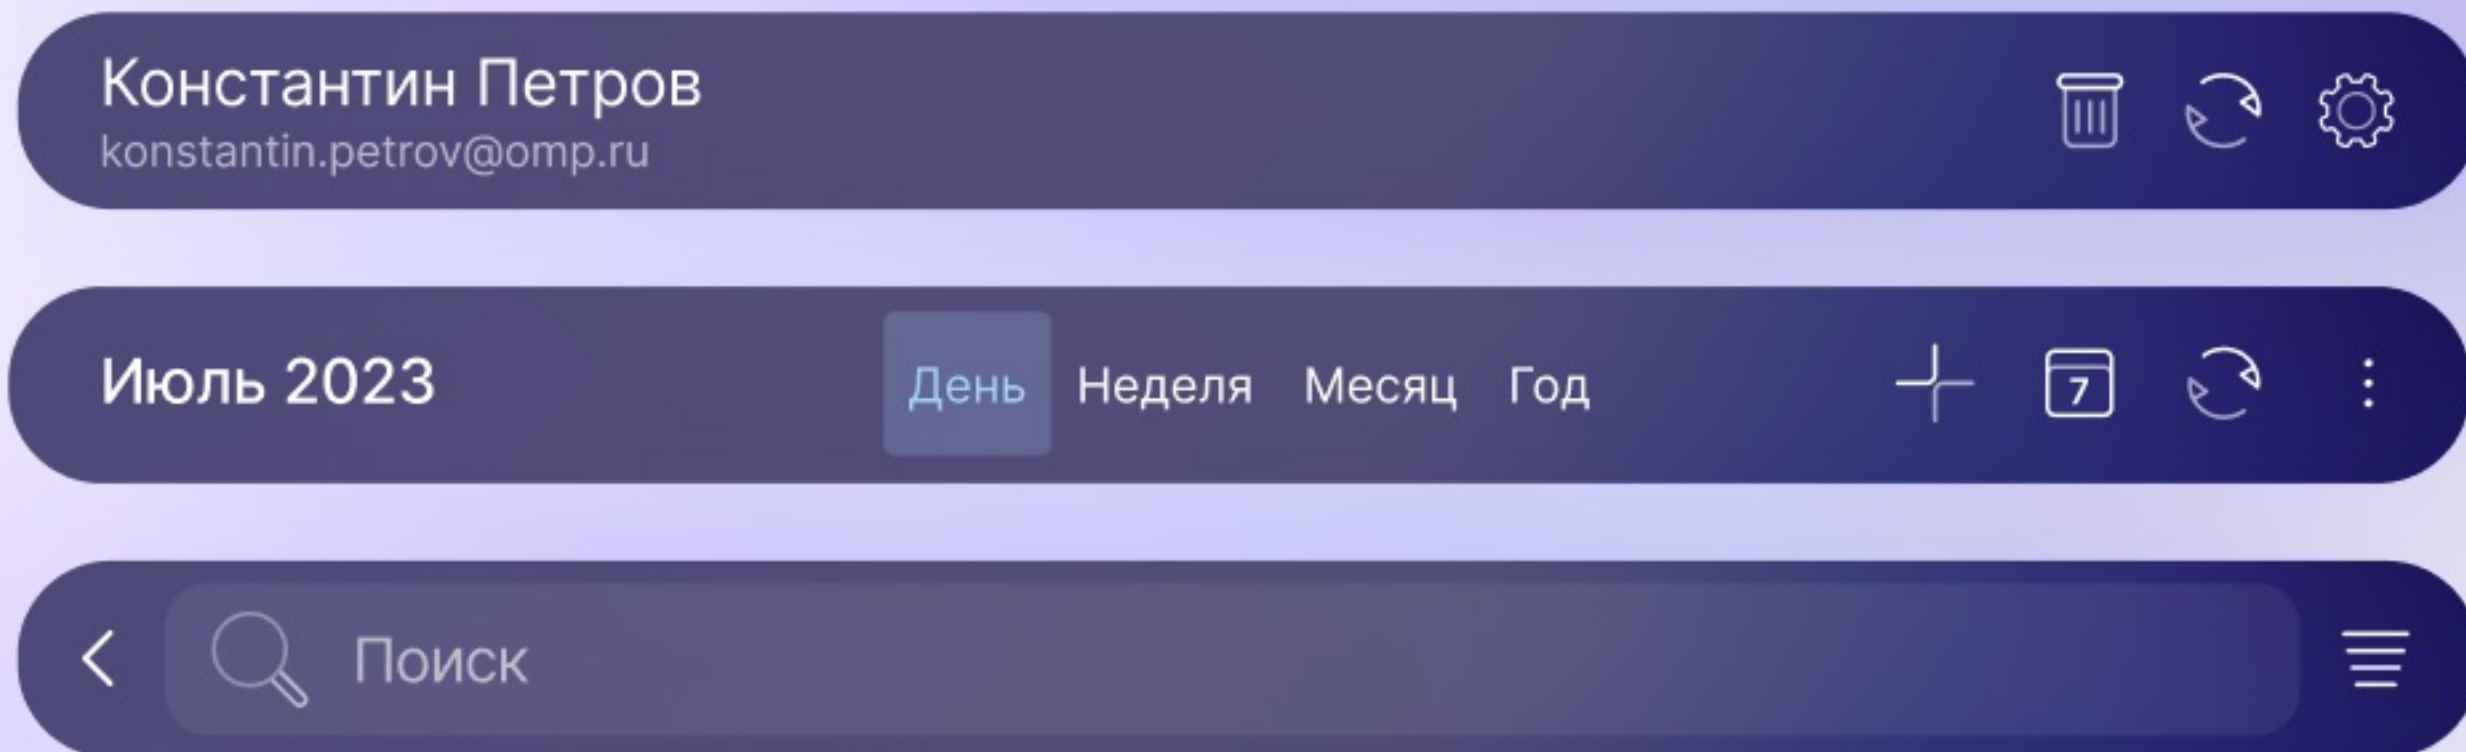 Константин Петров
konstantin.petrov@omp.ru
Июль 2023 День Неделя Месяц Год 7
Поиск